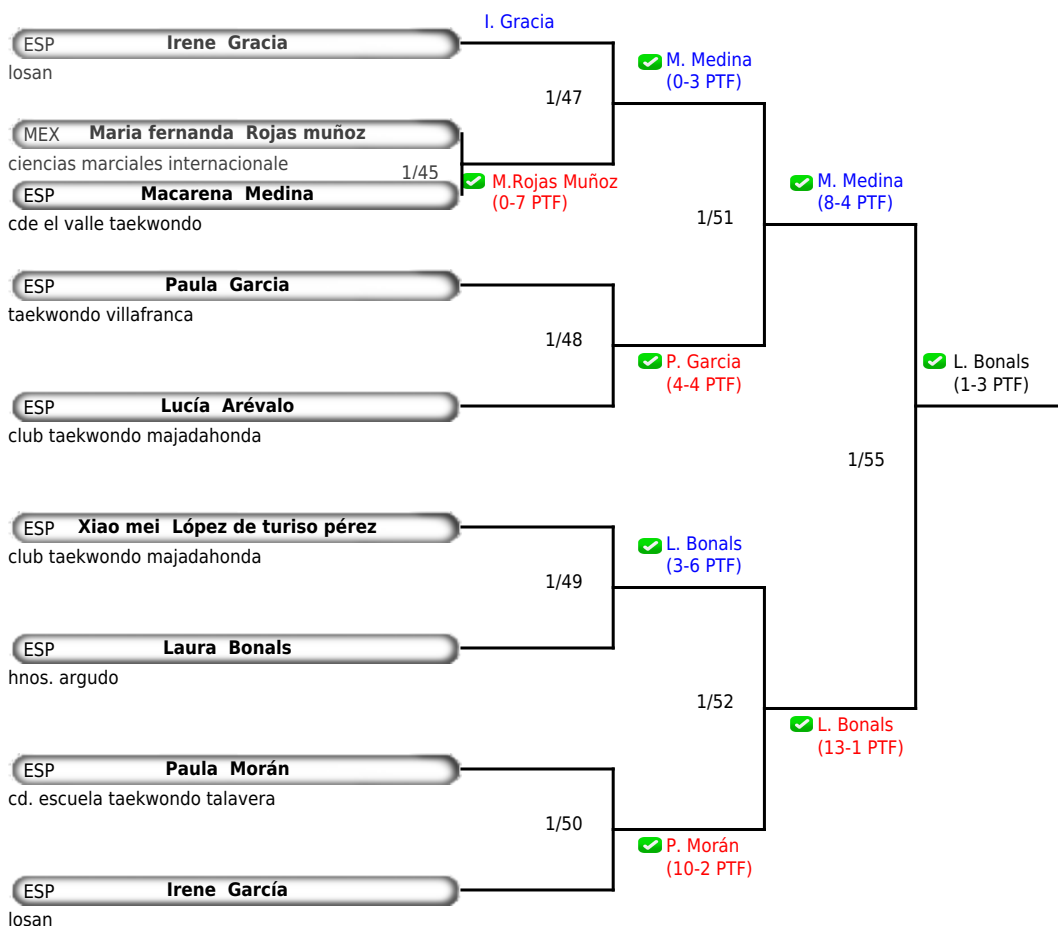 I. Gracia
ESP Irene Gracia
losan
M. Medina
(0-3 PTF)
1/47
MEX Maria fernanda Rojas muñoz
ciencias marciales internacionale
1/45
M.Rojas Muñoz
(0-7 PTF)
ESP Macarena Medina
cde el valle taekwondo
M. Medina
(8-4 PTF)
1/51
ESP Paula Garcia
taekwondo villafranca
1/48
P. Garcia
(4-4 PTF)
L. Bonals
(1-3 PTF)
ESP Lucía Arévalo
club taekwondo majadahonda
1/55
ESP Xiao mei López de turiso pérez
club taekwondo majadahonda
L. Bonals
(3-6 PTF)
1/49
ESP Laura Bonals
hnos. argudo
1/52
L. Bonals
(13-1 PTF)
ESP Paula Morán
cd. escuela taekwondo talavera
1/50
P. Morán
(10-2 PTF)
ESP Irene García
losan